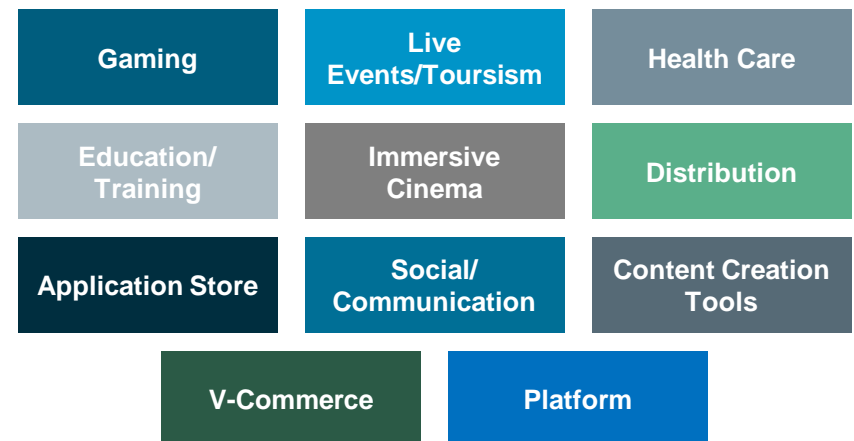 Gaming
Live
Events/Toursism
Health Care
Education/
Training
Immersive
Cinema
Distribution
Application Store
Social/
Communication
Content Creation
Tools
V-Commerce
Platform